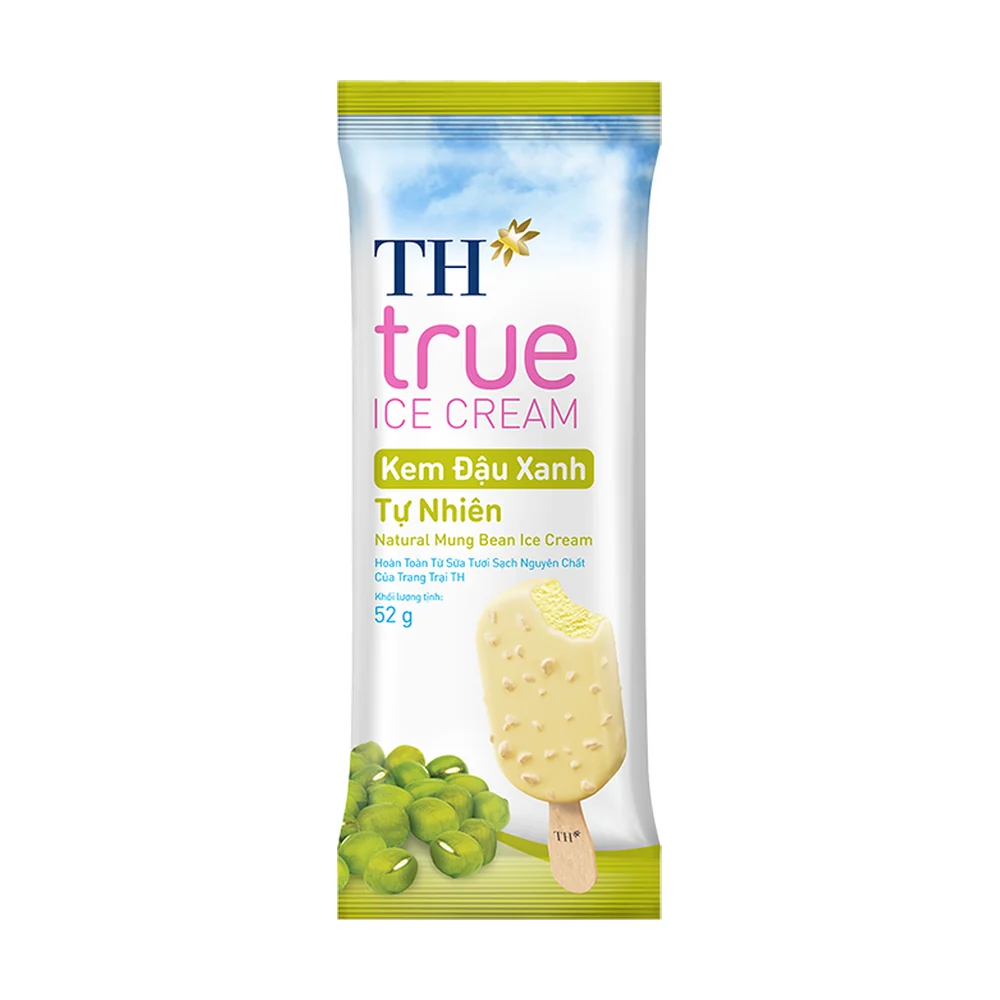 TH
true
ICE CREAM
Kem Đậu Xanh
Tự Nhiên
Natural Mung Bean Ice Cream
Hoàn Toàn Từ Sữa Tươi Sạch Nguyên Chất
Của Trang Trại TH
Khối lượng tịnh:
52 g
TH